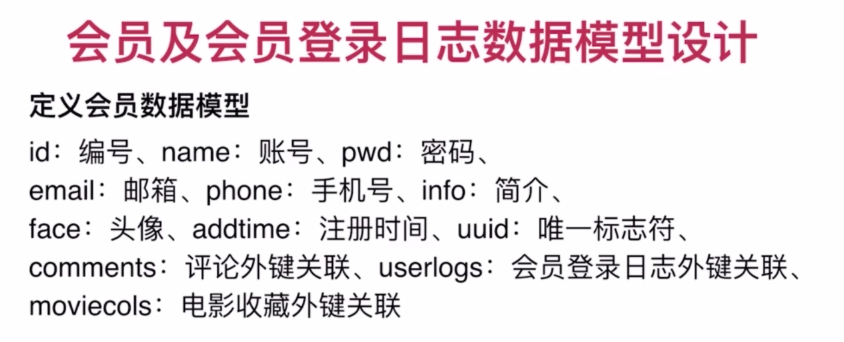 会员及会员登录日志数据模型设计
定义会员数据模型
id：编号、name：账号、pwd：密码、
email：邮箱、phone：手机号、info：简介、
face：头像、addtime：注册时间、uuid：唯一标志符、
comments：评论外键关联、userlogs：会员登录日志外键关联、
moviecols：电影收藏外键关联